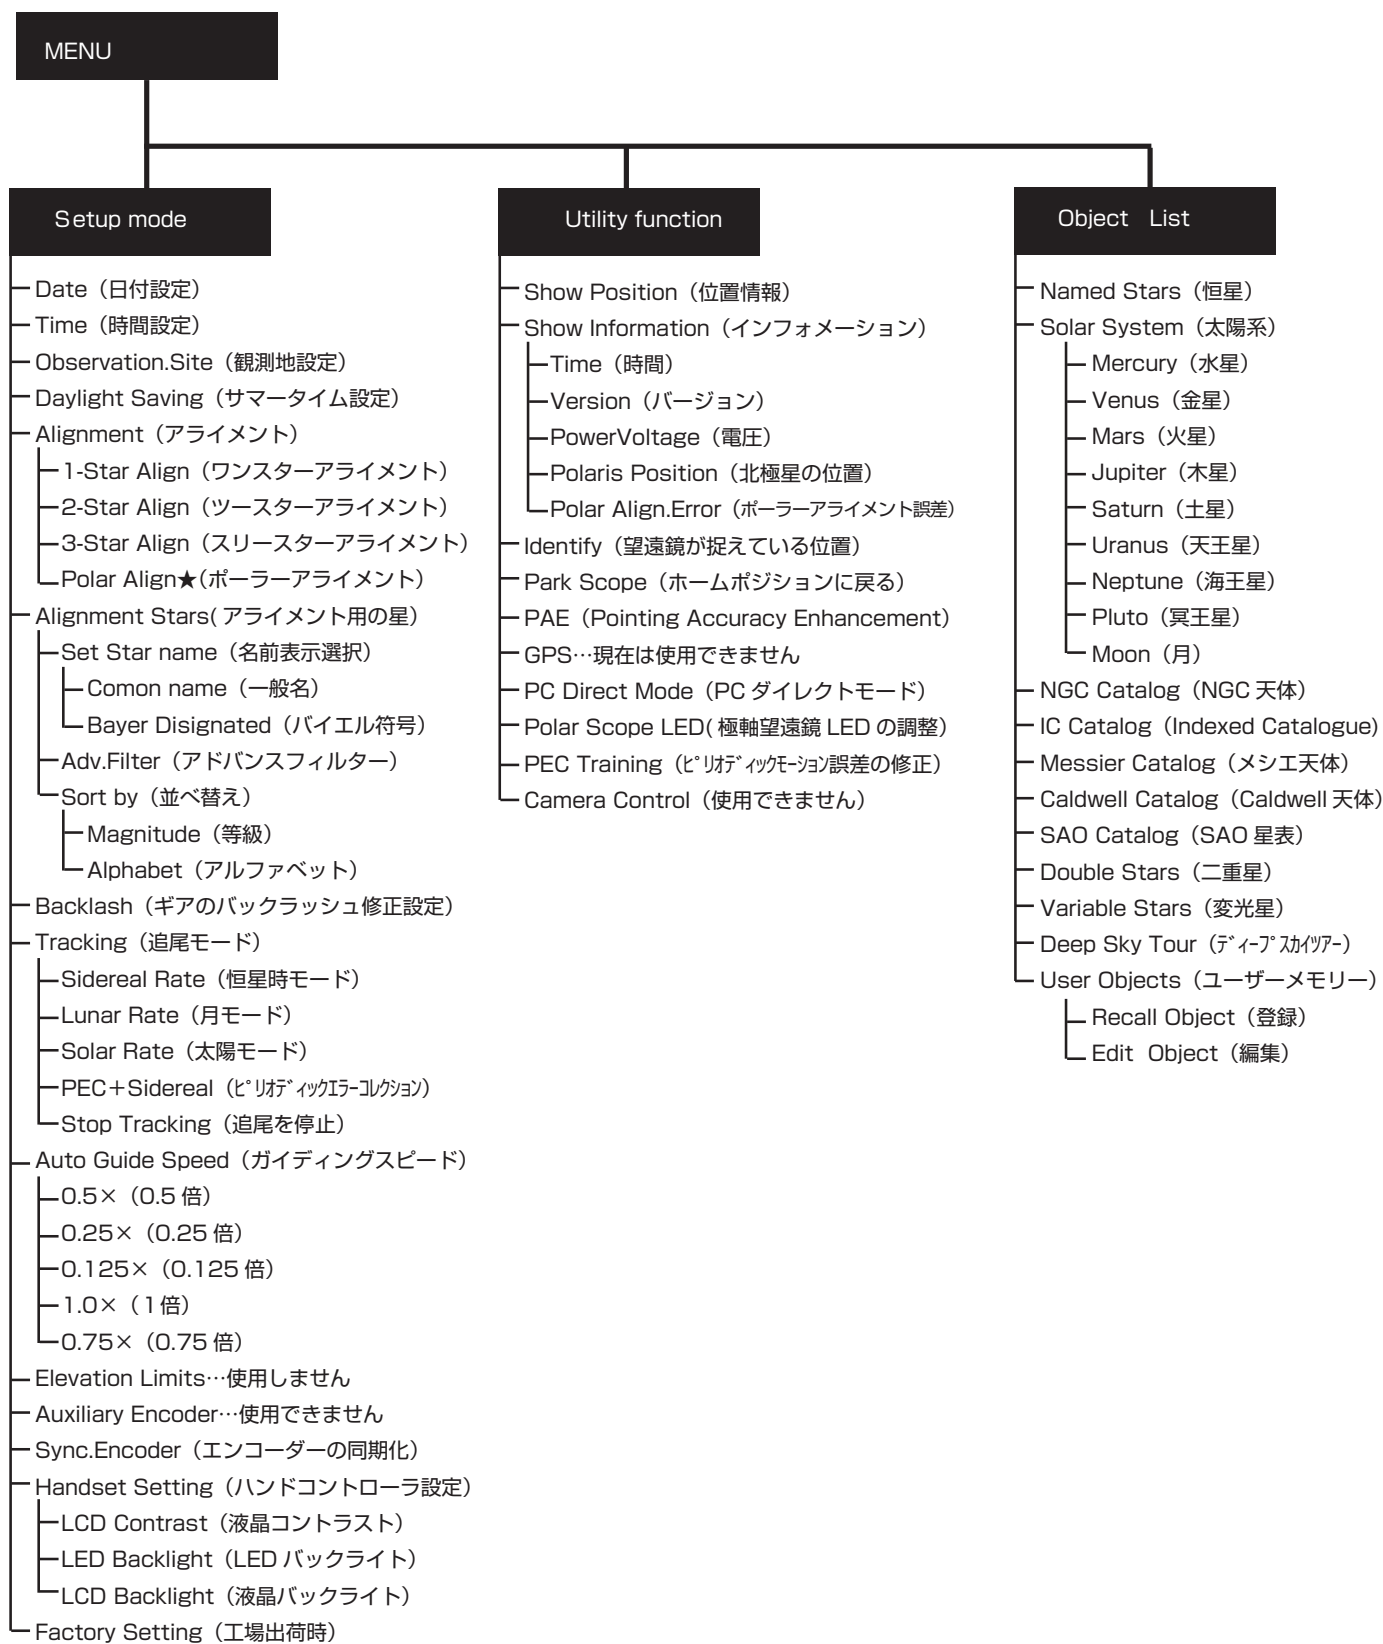 MENU
Setup mode
Date（日付設定）
Time（時間設定）
Observation.Site（観測地設定）
Daylight Saving（サマータイム設定）
Alignment（アライメント）
1-Star Align（ワンスターアライメント）
2-Star Align（ツースターアライメント）
3-Star Align（スリースターアライメント）
Polar Align★（ポーラーアライメント）
Alignment Stars( アライメント用の星）
Set Star name（名前表示選択）
Comon name（一般名）
Bayer Disignated（バイエル符号）
Adv.Filter（アドバンスフィルター）
Sort by（並べ替え）
Magnitude（等級）
Alphabet（アルファベット）
Backlash（ギアのバックラッシュ修正設定）
Tracking（追尾モード）
Sidereal Rate（恒星時モード）
Lunar Rate（月モード）
Solar Rate（太陽モード）
PEC＋Sidereal（ﾋﾟﾘｵﾃﾞｨｯｸｴﾗｰｺﾚｸｼｮﾝ）
Stop Tracking（追尾を停止）
Auto Guide Speed（ガイディングスピード）
0.5×（0.5 倍）
0.25×（0.25 倍）
0.125×（0.125 倍）
1.0×（1 倍）
0.75×（0.75 倍）
Elevation Limits…使用しません
Auxiliary Encoder…使用できません
Sync.Encoder（エンコーダーの同期化）
Handset Setting（ハンドコントローラ設定）
LCD Contrast（液晶コントラスト）
LED Backlight（LED バックライト）
LCD Backlight（液晶バックライト）
Factory Setting（工場出荷時）
Utility function
Show Position（位置情報）
Show Information（インフォメーション）
Time（時間）
Version（バージョン）
PowerVoltage（電圧）
Polaris Position（北極星の位置）
Polar Align.Error（ポーラーアライメント誤差）
Identify（望遠鏡が捉えている位置）
Park Scope（ホームポジションに戻る）
PAE（Pointing Accuracy Enhancement）
GPS…現在は使用できません
PC Direct Mode（PC ダイレクトモード）
Polar Scope LED( 極軸望遠鏡 LED の調整）
PEC Training（ﾋﾟﾘｵﾃﾞｨｯｸﾓｰｼｮﾝ誤差の修正）
Camera Control（使用できません）
Object List
Named Stars（恒星）
Solar System（太陽系）
Mercury（水星）
Venus（金星）
Mars（火星）
Jupiter（木星）
Saturn（土星）
Uranus（天王星）
Neptune（海王星）
Pluto（冥王星）
Moon（月）
NGC Catalog（NGC 天体）
IC Catalog（Indexed Catalogue)
Messier Catalog（メシエ天体）
Caldwell Catalog（Caldwell 天体）
SAO Catalog（SAO 星表）
Double Stars（二重星）
Variable Stars（変光星）
Deep Sky Tour（ﾃﾞｨｰﾌﾟｽｶｲﾂｱｰ）
User Objects（ユーザーメモリー）
Recall Object（登録）
Edit Object（編集）